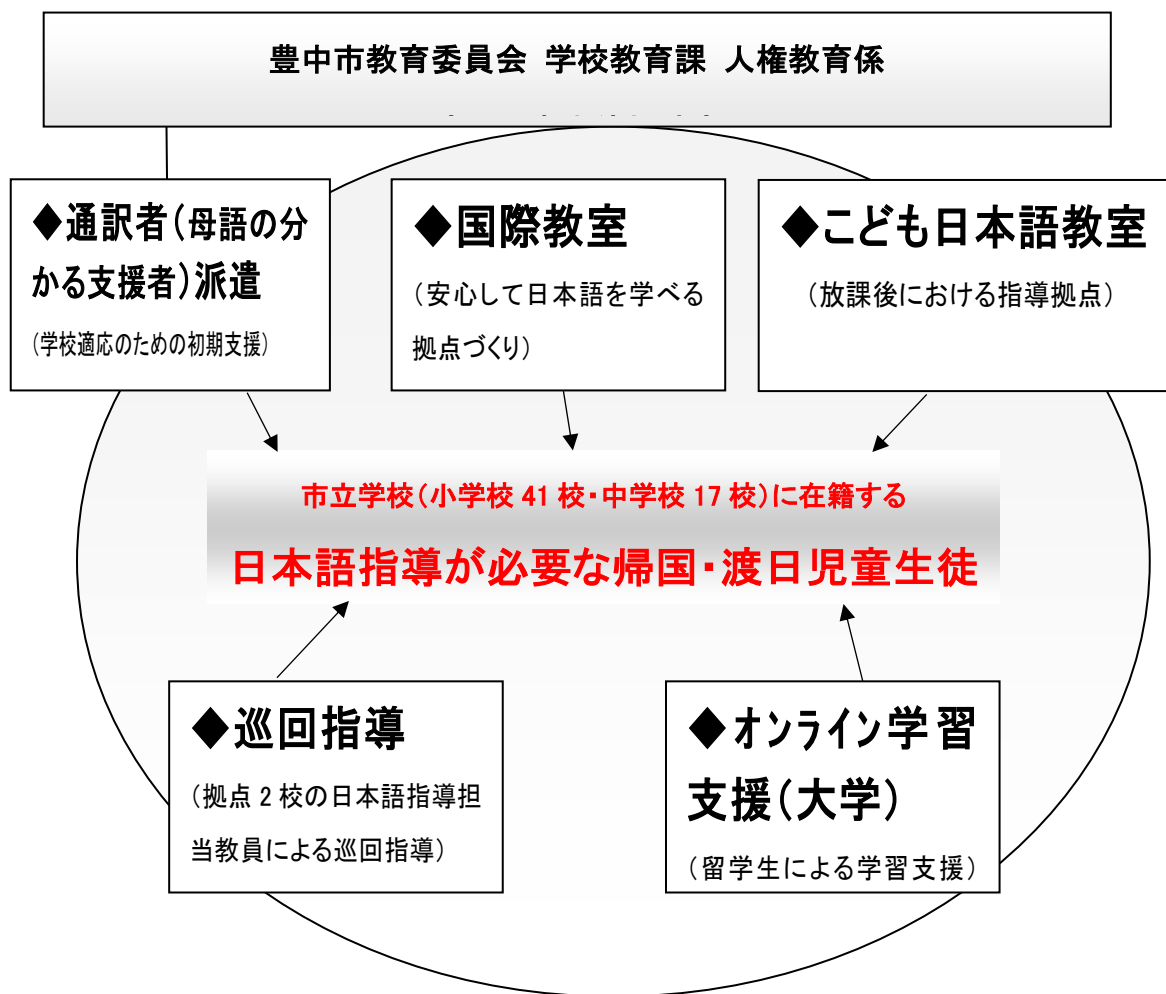 豊中市教育委員会 学校教育課 人権教育係
◆通訳者(母語の分
かる支援者)派遣
(学校適応のための初期支援)
◆国際教室
(安心して日本語を学べる
拠点づくり)
◆こども日本語教室
(放課後における指導拠点)
市立学校(小学校 41 校・中学校 17 校)に在籍する
日本語指導が必要な帰国・渡日児童生徒
◆巡回指導
(拠点 2 校の日本語指導担
当教員による巡回指導)
◆オンライン学習
支援(大学)
(留学生による学習支援)